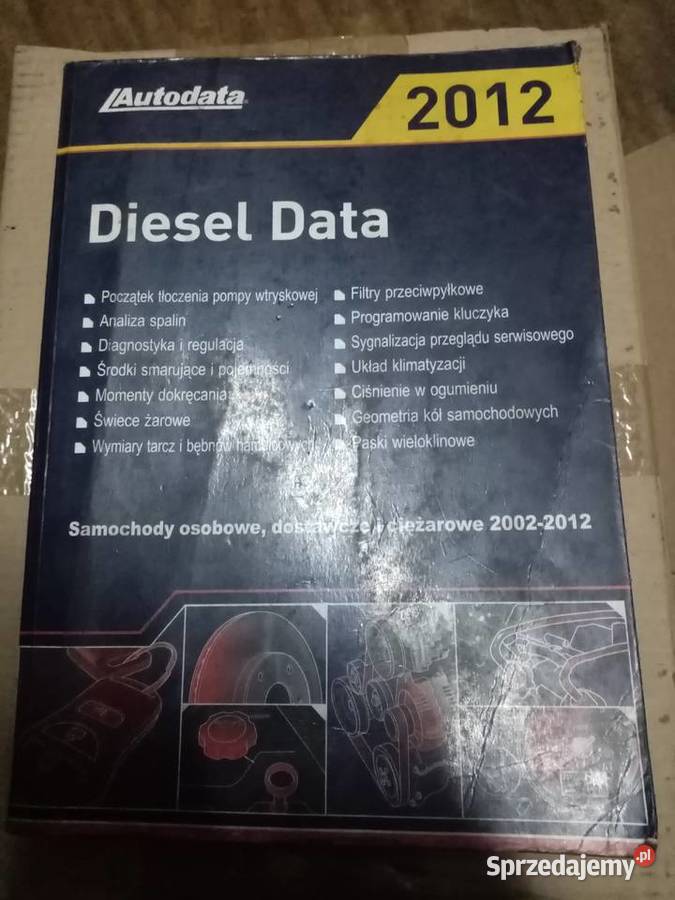 Autodata
2012
Diesel Data
Początek tłoczenia pompy wtryskowej
Analiza spalin
Diagnostyka i regulacja
Środki smarujące i pojemności
Momenty dokręcania
Świece żarowe
Wymiary tarcz i bębnów hamulcowych
Filtry przeciwpyłkowe
Programowanie kluczyka
Sygnalizacja przeglądu serwisowego
Układ klimatyzacji
Ciśnienie w ogumieniu
Geometria kół samochodowych
Paski wieloklinowe
Samochody osobowe, dostawcze i ciężarowe 2002-2012
Sprzedajemy.pl